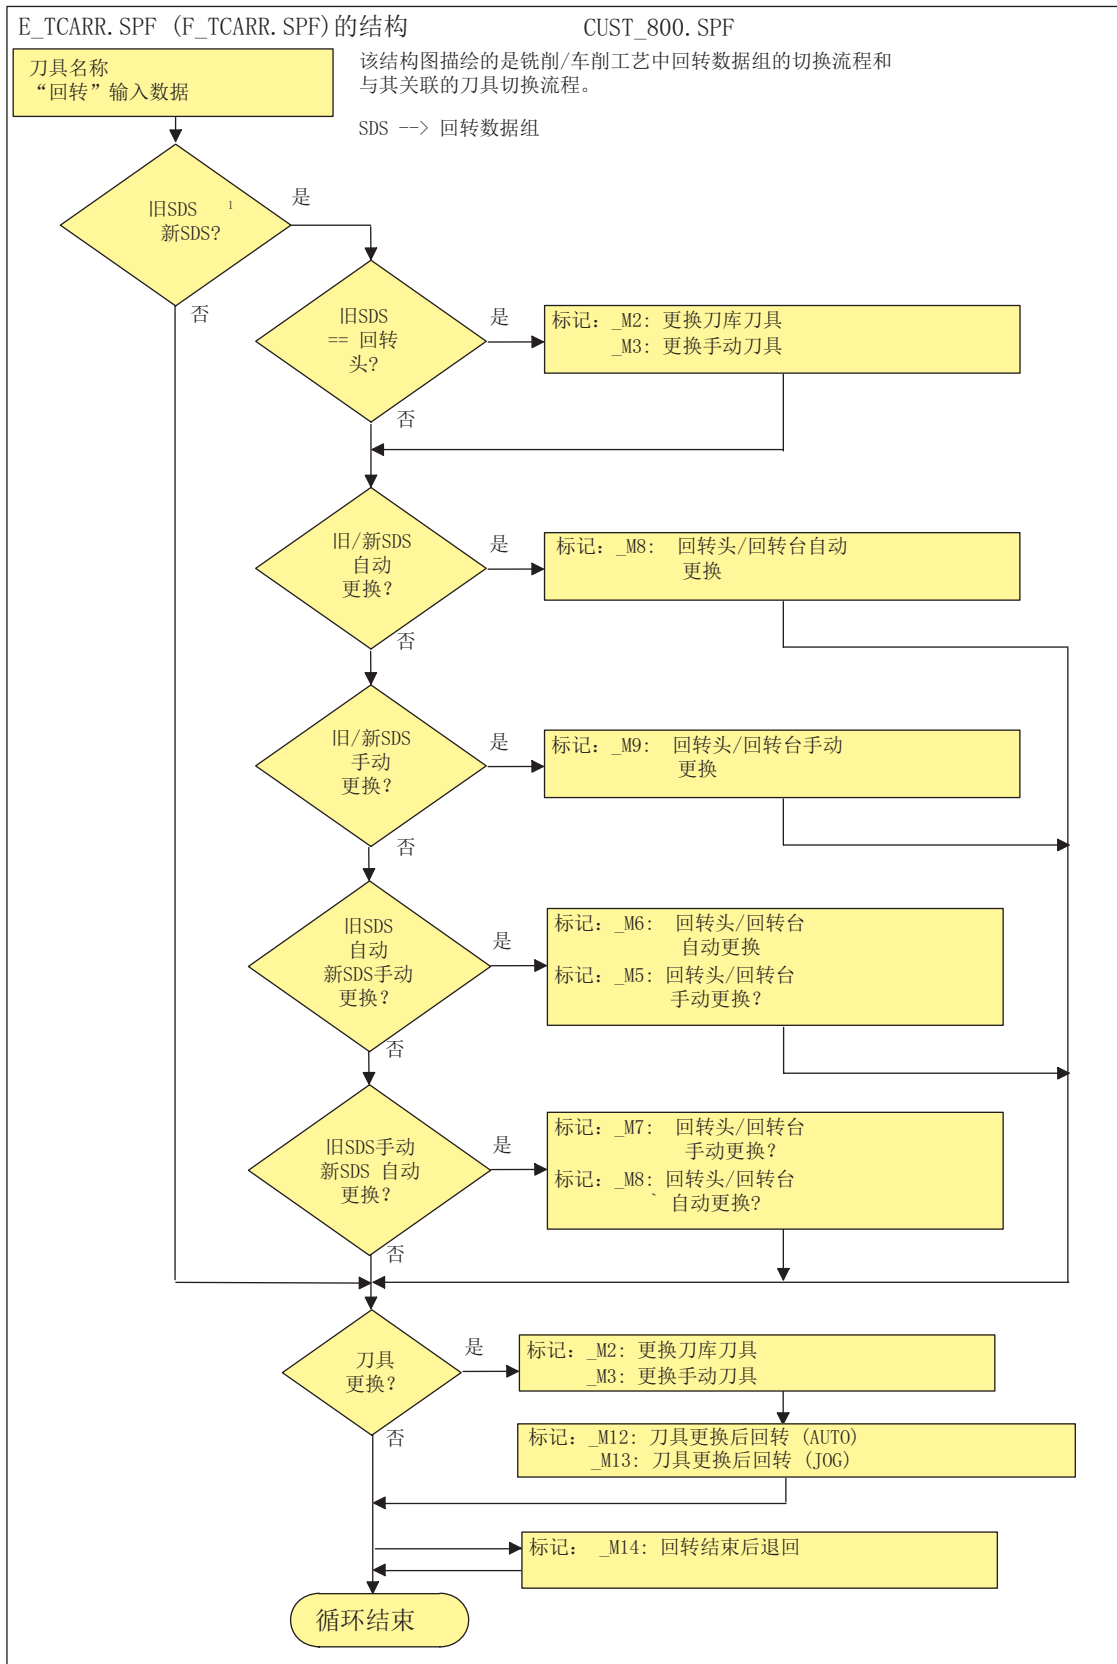 E_TCARR.SPF (F_TCARR.SPF)的结构
CUST_800.SPF
刀具名称
“回转”输入数据
该结构图描绘的是铣削/车削工艺中回转数据组的切换流程和
与其关联的刀具切换流程。
SDS --> 回转数据组
旧SDS 1
新SDS?
是
否
旧SDS
== 回转
头?
是
否
标记: _M2: 更换刀库刀具
_M3: 更换手动刀具
旧/新SDS
自动
更换?
是
否
标记: _M8: 回转头/回转台自动
更换
旧/新SDS
手动
更换?
是
否
标记: _M9: 回转头/回转台手动
更换
旧SDS
自动
新SDS手动
更换?
是
否
标记: _M6: 回转头/回转台
自动更换
标记: _M5: 回转头/回转台
手动更换?
旧SDS手动
新SDS 自动
更换?
是
否
标记: _M7: 回转头/回转台
手动更换?
标记: _M8: 回转头/回转台
` 自动更换?
刀具
更换?
是
否
标记: _M2: 更换刀库刀具
_M3: 更换手动刀具
标记: _M12: 刀具更换后回转 (AUTO)
_M13: 刀具更换后回转 (JOG)
标记: _M14: 回转结束后退回
循环结束